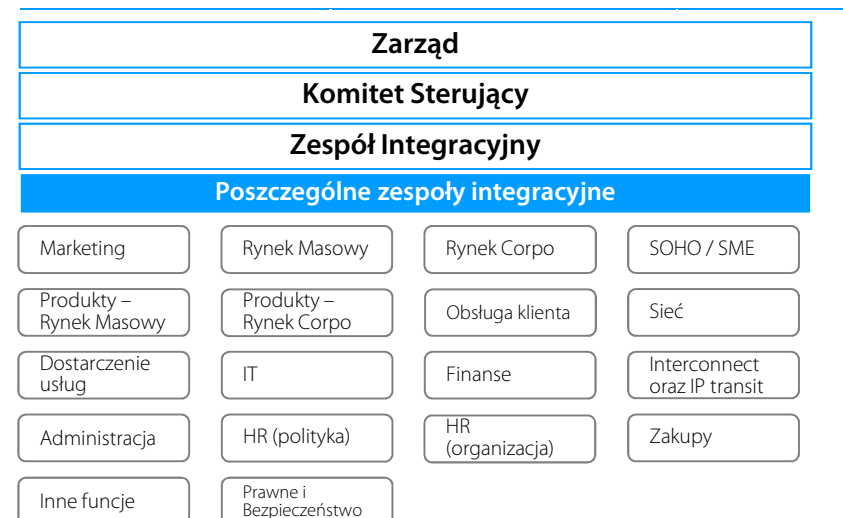 Zarząd
Komitet Sterujący
Zespół Integracyjny
Poszczególne zespoły integracyjne
Marketing
Rynek Masowy
Rynek Corpo
SOHO / SME
Produkty –
Rynek Masowy
Produkty –
Rynek Corpo
Obsługa klienta
Sieć
Dostarczenie
usług
IT
Finanse
Interconnect
oraz IP transit
Administracja
HR (polityka)
HR
(organizacja)
Zakupy
Inne funcje
Prawne i
Bezpieczeństwo